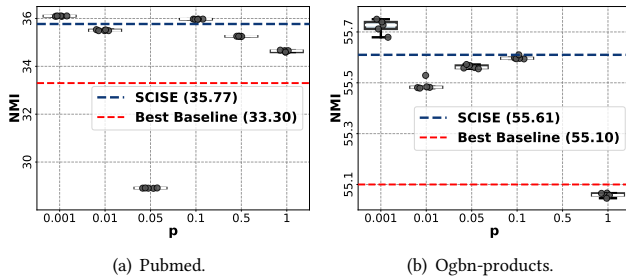 36
34
32
30
NMI
SCISE (35.77)
Best Baseline (33.30)
0.001 0.01 0.05 0.1 0.5 1
p
(a) Pubmed.
55.7
55.5
55.3
55.1
NMI
SCISE (55.61)
Best Baseline (55.10)
0.001 0.01 0.05 0.1 0.5 1
p
(b) Ogbn-products.